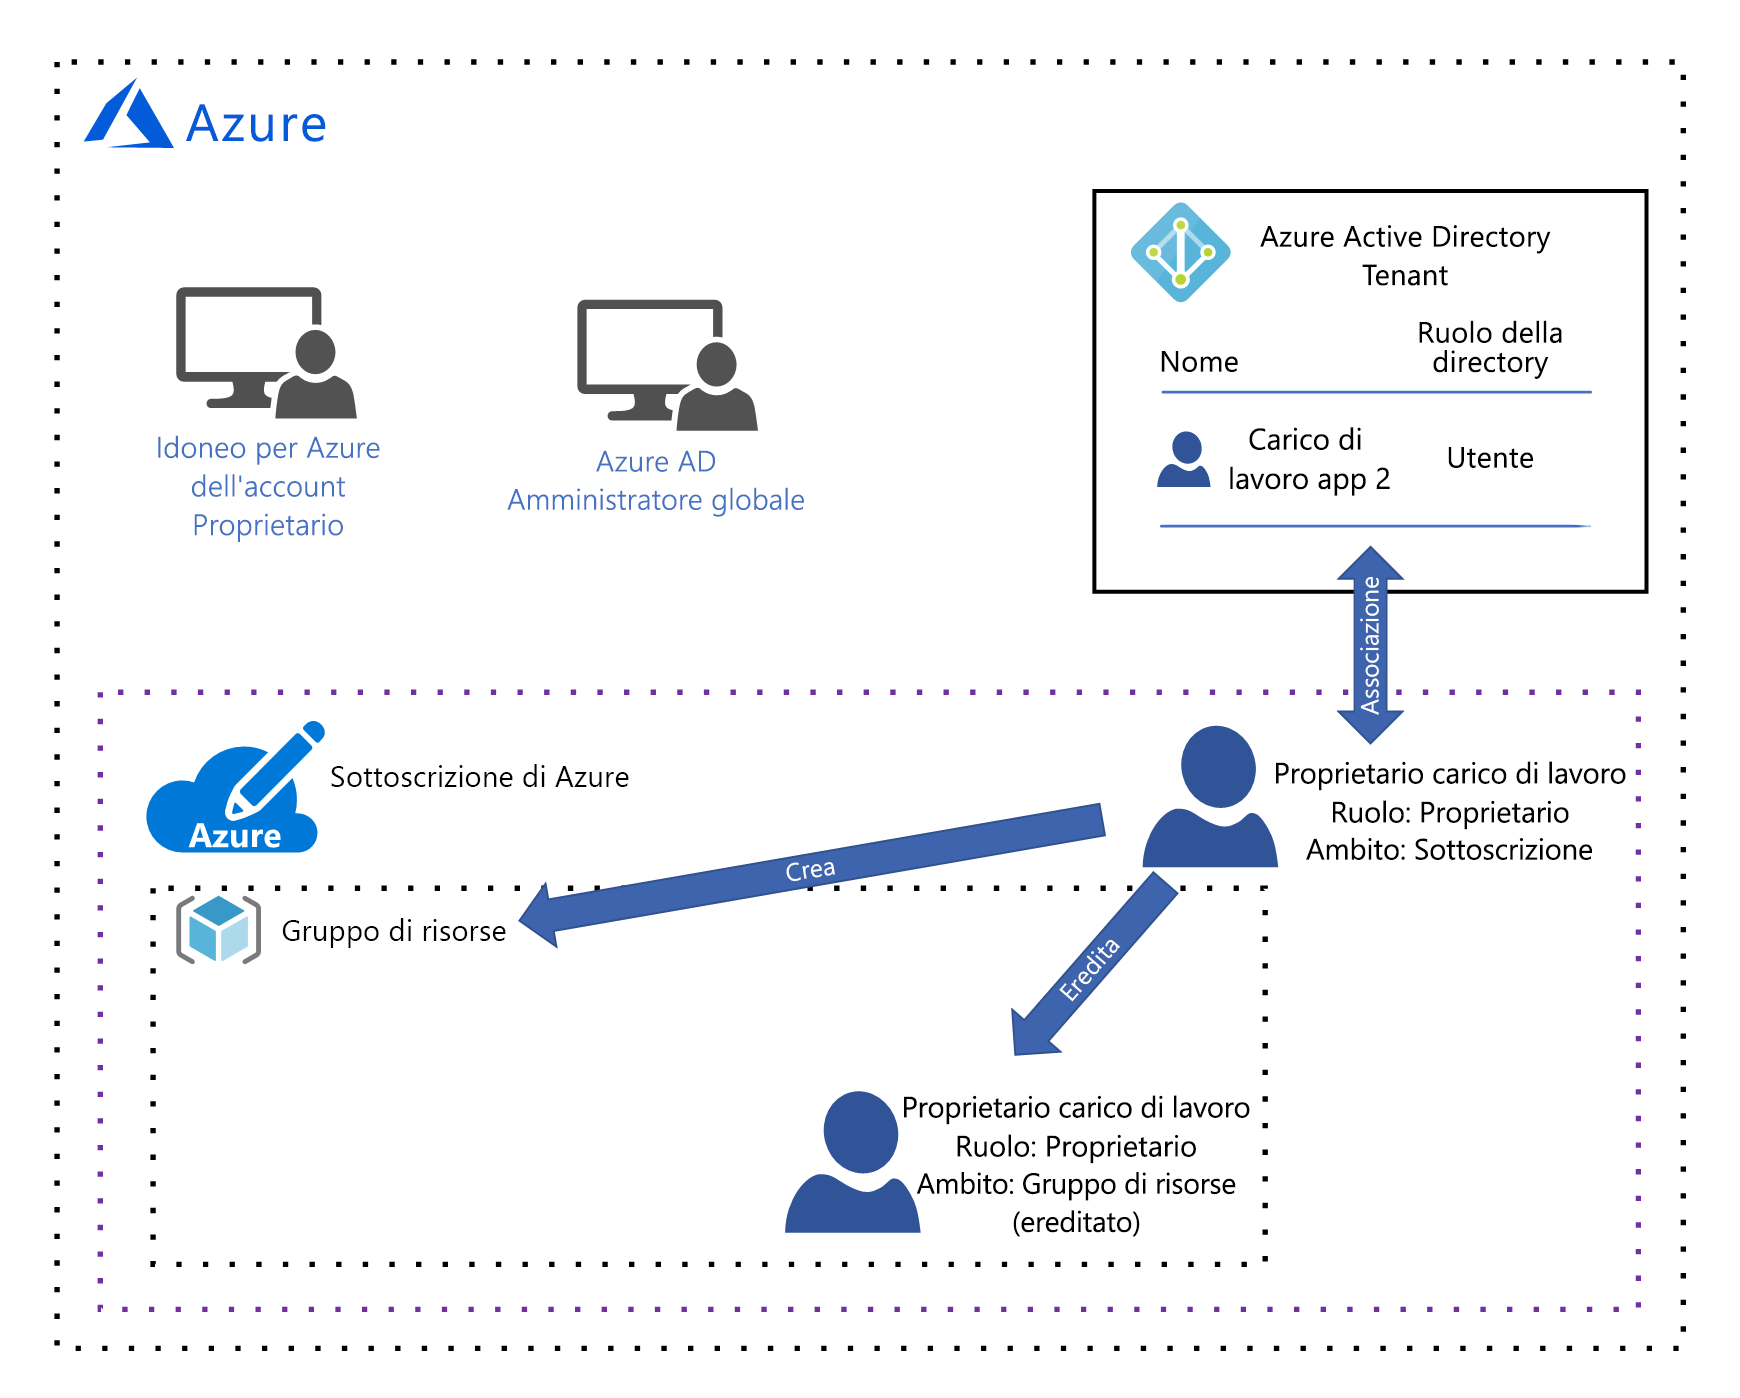 Azure
Azure Active Directory
Tenant
Nome
Ruolo della
directory
Carico di
lavoro app 2
Utente
Idoneo per Azure
dell'account
Proprietario
Azure AD
Amministratore globale
Associazione
Azure
Sottoscrizione di Azure
Proprietario carico di lavoro
Ruolo: Proprietario
Ambito: Sottoscrizione
Crea
Gruppo di risorse
Eredita
Proprietario carico di lavoro
Ruolo: Proprietario
Ambito: Gruppo di risorse
(ereditato)